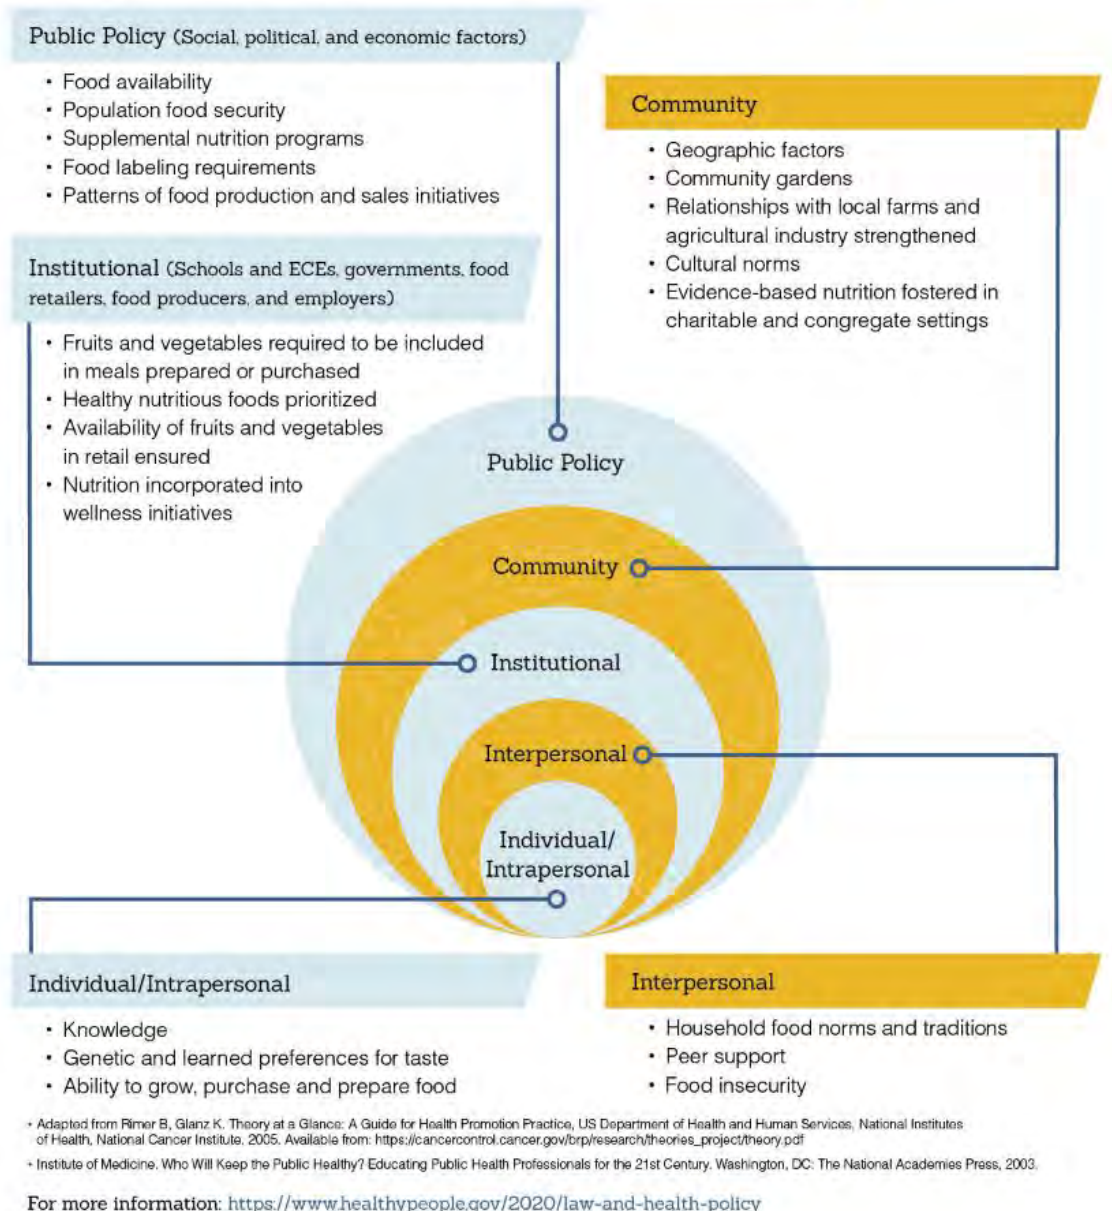 Public Policy (Social, political, and economic factors)
• Food availability
• Population food security
• Supplemental nutrition programs
• Food labeling requirements
• Patterns of food production and sales initiatives
Community
• Geographic factors
• Community gardens
• Relationships with local farms and
agricultural industry strengthened
• Cultural norms
• Evidence-based nutrition fostered in
charitable and congregate settings
Institutional (Schools and ECEs, governments, food
retailers, food producers, and employers)
• Fruits and vegetables required to be included
in meals prepared or purchased
• Healthy nutritious foods prioritized
• Availability of fruits and vegetables
in retail ensured
• Nutrition incorporated into
wellness initiatives
Public Policy
Community
Institutional
Interpersonal
Individual/
Intrapersonal
Individual/Intrapersonal
• Knowledge
• Genetic and learned preferences for taste
• Ability to grow, purchase and prepare food
Interpersonal
• Household food norms and traditions
• Peer support
• Food insecurity
• Adapted from Rimer B, Glanz K. Theory at a Glance: A Guide for Health Promotion Practice, US Department of Health and Human Services, National Institutes
of Health, National Cancer Institute, 2005. Available from: https://cancercontrol.cancer.gov/brp/research/theories_project/theory.pdf
• Institute of Medicine. Who Will Keep the Public Healthy? Educating Public Health Professionals for the 21st Century. Washington, DC: The National Academies Press, 2003.
For more information: https://www.healthypeople.gov/2020/law-and-health-policy